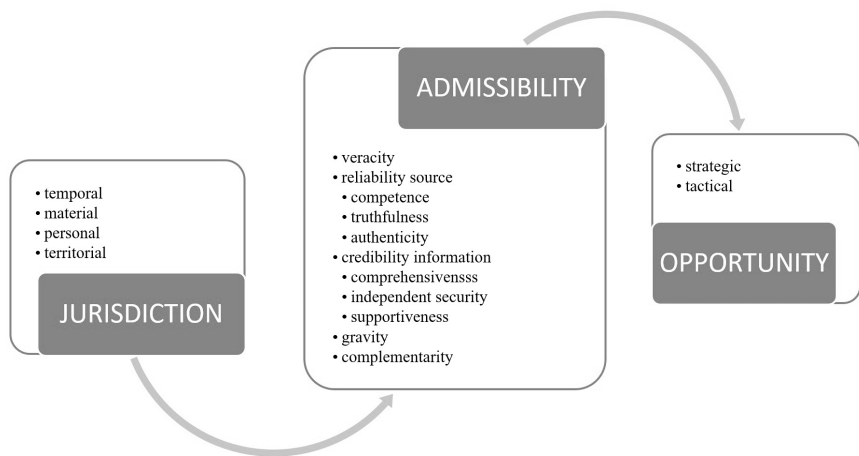 • temporal
• material
• personal
• territorial
JURISDICTION
ADMISSIBILITY
• veracity
• reliability source
• competence
• truthfulness
• authenticity
• credibility information
• comprehensivensss
• independent security
• supportiveness
• gravity
• complementarity
• strategic
• tactical
OPPORTUNITY